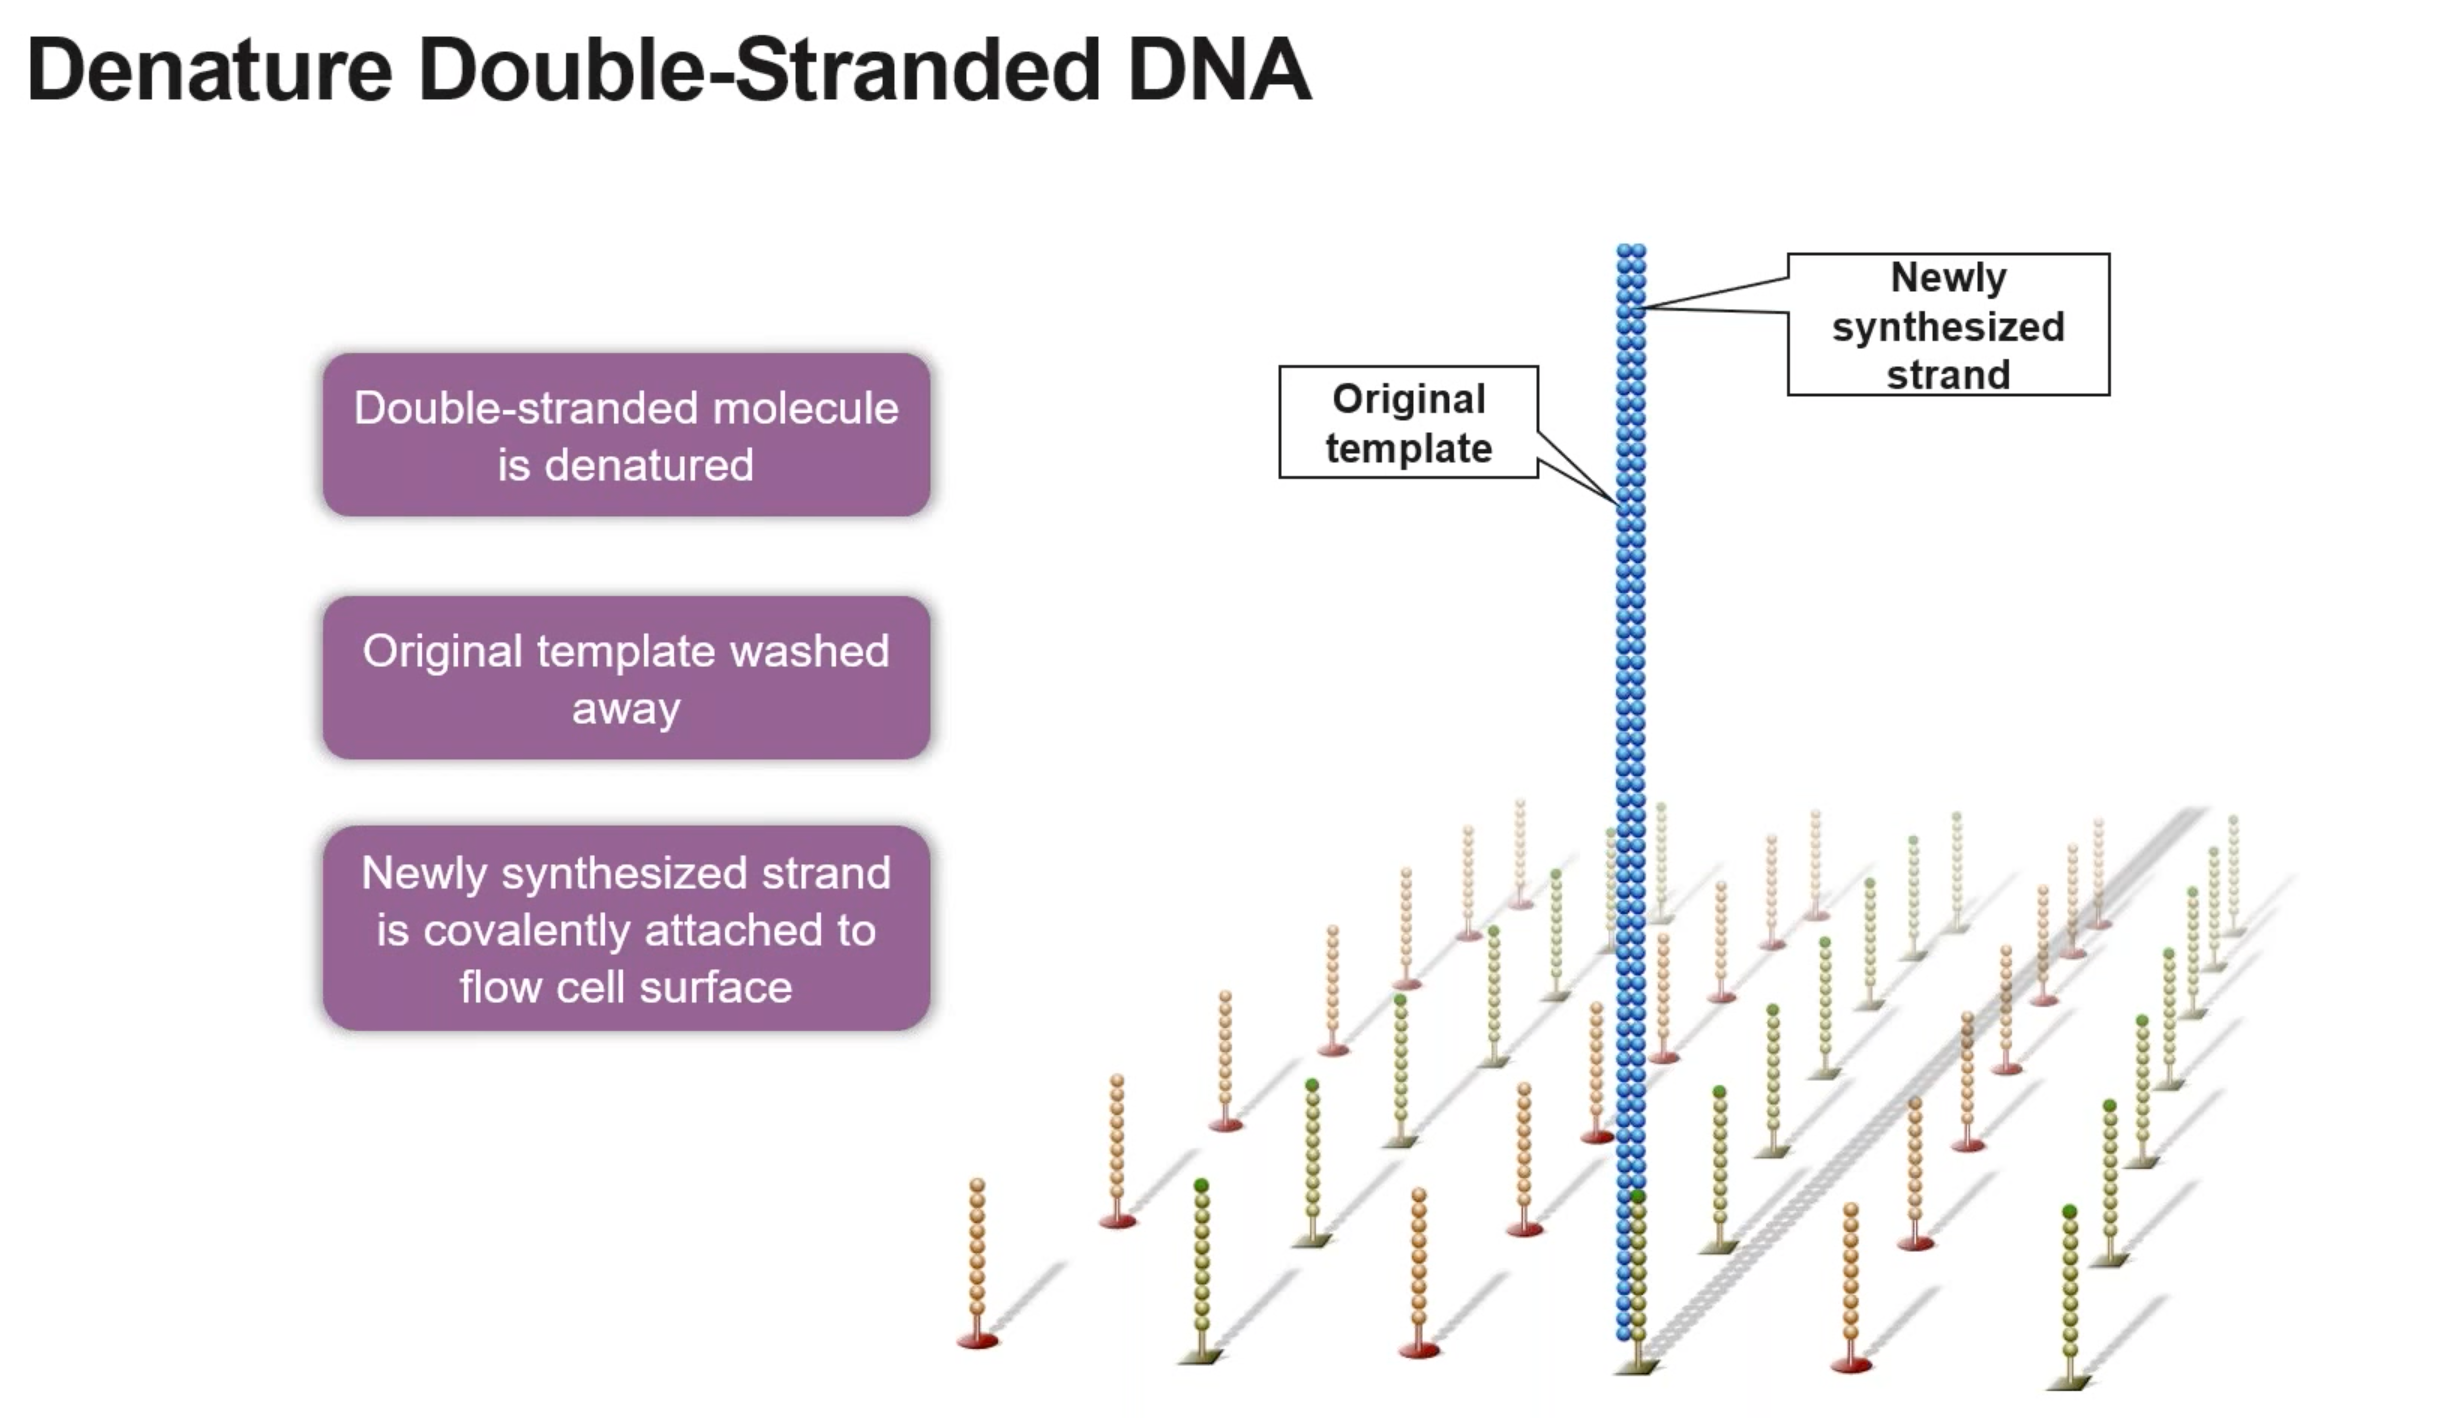 Denature Double-Stranded DNA
Double-stranded molecule
is denatured
Original template washed
away
Newly synthesized strand
is covalently attached to
flow cell surface
Original
template
Newly
synthesized
strand